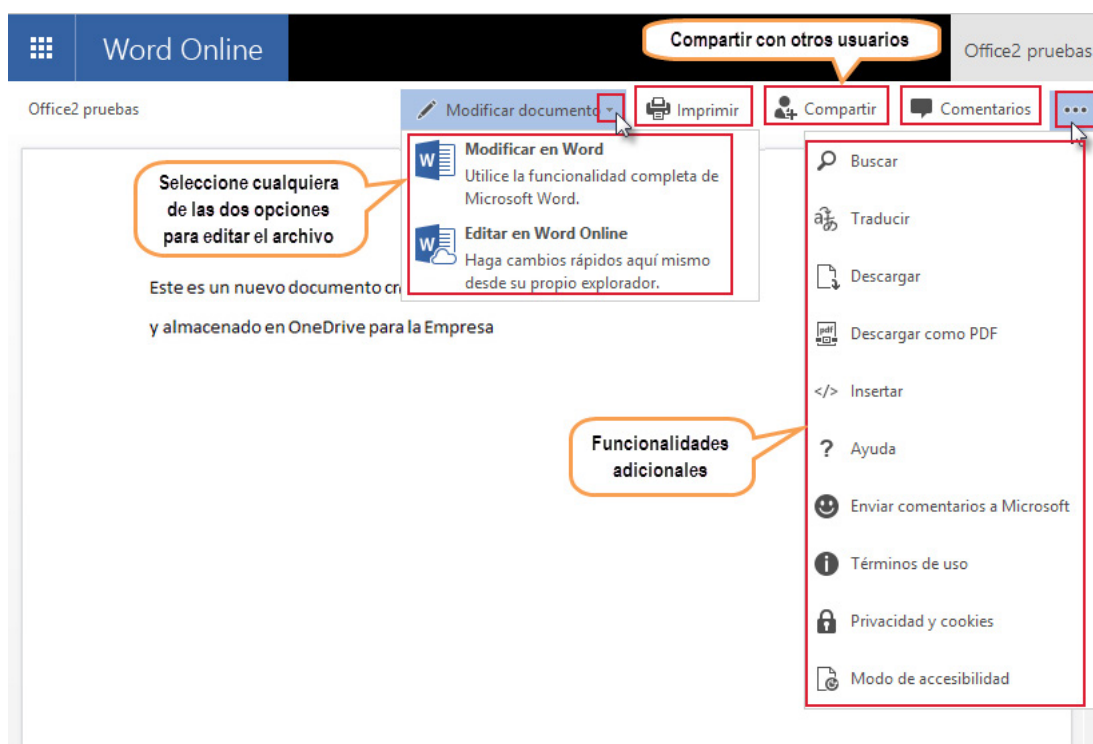 Word Online
Compartir con otros usuarios
Office2 pruebas
Office2 pruebas
Modificar documento
Imprimir
Compartir
Comentarios
Modificar en Word
Utilice la funcionalidad completa de
Microsoft Word.
Editar en Word Online
Haga cambios rápidos aquí mismo
desde su propio explorador.
Seleccione cualquiera
de las dos opciones
para editar el archivo
Este es un nuevo documento
y almacenado en OneDrive para la Empresa
Funcionalidades
adicionales
Buscar
Traducir
Descargar
pdf
Descargar como PDF
</> Insertar
? Ayuda
Enviar comentarios a Microsoft
Términos de uso
Privacidad y cookies
Modo de accesibilidad